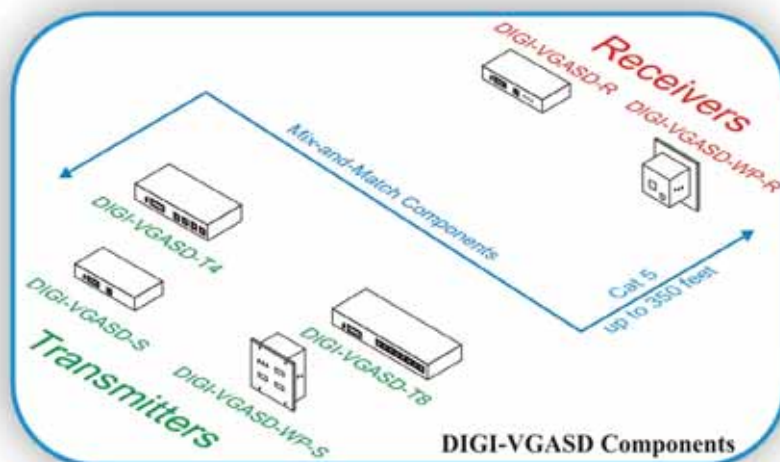 DIGI-VGASD-R
Receivers
DIGI-VGASD-WP-R
Mix-and-Match Components
DIGI-VGASD-T4
Cat 5
up to 350 feet
DIGI-VGASD-S
DIGI-VGASD-T8
Transmitters
DIGI-VGASD-WP-S
DIGI-VGASD Components